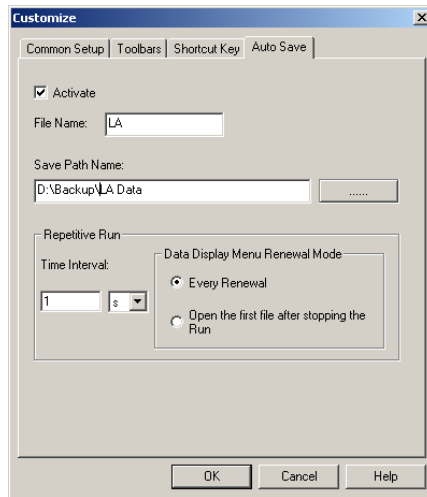 Customize
Common Setup
Toolbars
Shortcut Key
Auto Save
Activate
File Name:
LA
Save Path Name:
D:\Backup\LA Data
......
Repetitive Run
Time Interval:
1
s
Data Display Menu Renewal Mode
Every Renewal
Open the first file after stopping the
Run
OK
Cancel
Help